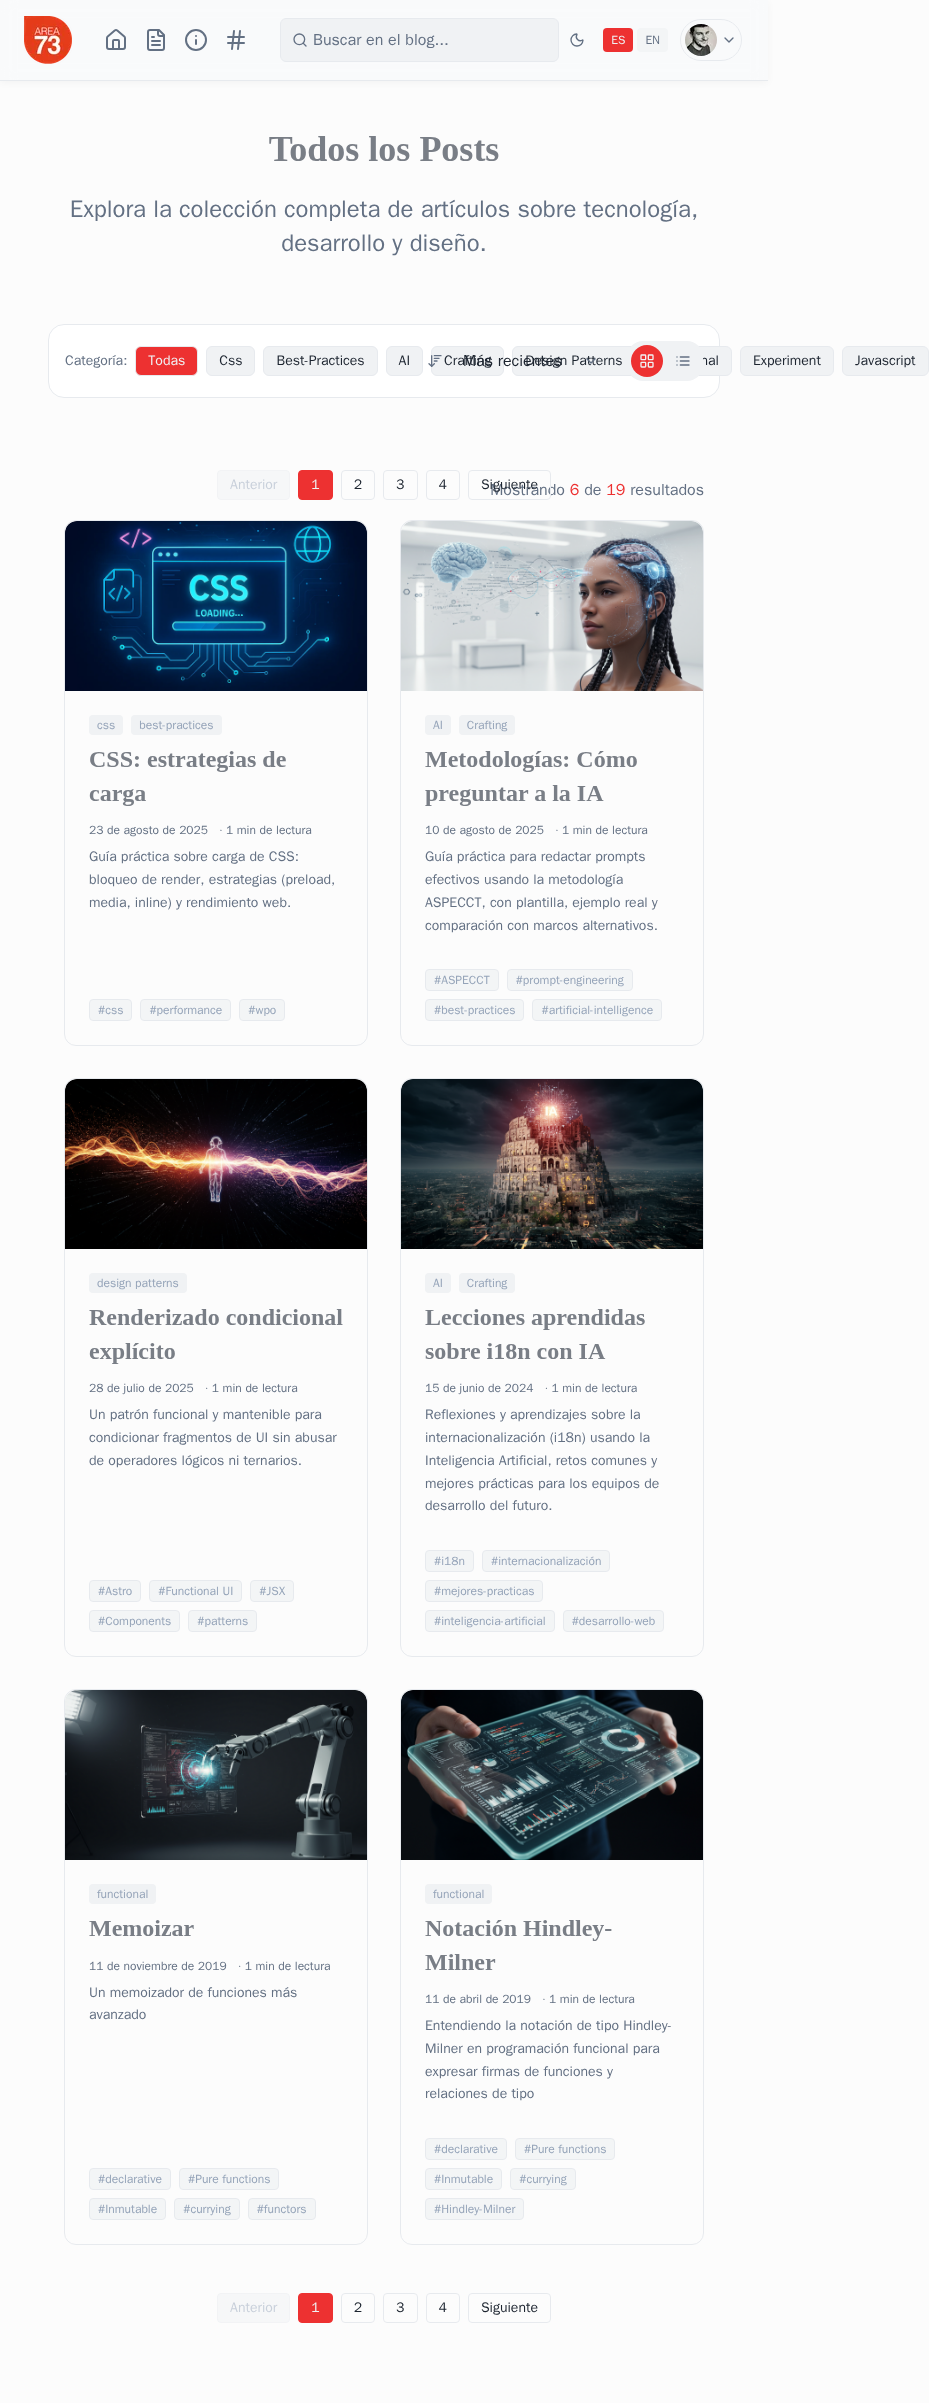 AREA
73
Buscar en el blog...
ES
EN
Todos los Posts
Explora la colección completa de artículos sobre tecnología,
desarrollo y diseño.
Categoría:
Todas
Css
Best-Practices
AI
Crafting
Más recientes
Design Patterns
Experiment
Javascript
Anterior
1
2
3
4
Siguiente
Mostrando 6 de 19 resultados
</>
CSS
LOADING...
</>
css
best-practices
CSS: estrategias de
carga
23 de agosto de 2025 · 1 min de lectura
Guía práctica sobre carga de CSS:
bloqueo de render, estrategias (preload,
media, inline) y rendimiento web.
#css
#performance
#wpo
AI
Crafting
Metodologías: Cómo
preguntar a la IA
10 de agosto de 2025 · 1 min de lectura
Guía práctica para redactar prompts
efectivos usando la metodología
ASPECCT, con plantilla, ejemplo real y
comparación con marcos alternativos.
#ASPECCT
#prompt-engineering
#best-practices
#artificial-intelligence
design patterns
Renderizado condicional
explícito
28 de julio de 2025 · 1 min de lectura
Un patrón funcional y mantenible para
condicionar fragmentos de UI sin abusar
de operadores lógicos ni ternarios.
#Astro
#Functional UI
#JSX
#Components
#patterns
IA
AI
Crafting
Lecciones aprendidas
sobre i18n con IA
15 de junio de 2024 · 1 min de lectura
Reflexiones y aprendizajes sobre la
internacionalización (i18n) usando la
Inteligencia Artificial, retos comunes y
mejores prácticas para los equipos de
desarrollo del futuro.
#i18n
#internacionalización
#mejores-practicas
#inteligencia-artificial
#desarrollo-web
functional
Memoizar
11 de noviembre de 2019 · 1 min de lectura
Un memoizador de funciones más
avanzado
#declarative
#Pure functions
#Inmutable
#currying
#functors
functional
Notación Hindley-
Milner
11 de abril de 2019 · 1 min de lectura
Entendiendo la notación de tipo Hindley-
Milner en programación funcional para
expresar firmas de funciones y
relaciones de tipo
#declarative
#Pure functions
#Inmutable
#currying
#Hindley-Milner
Anterior
1
2
3
4
Siguiente